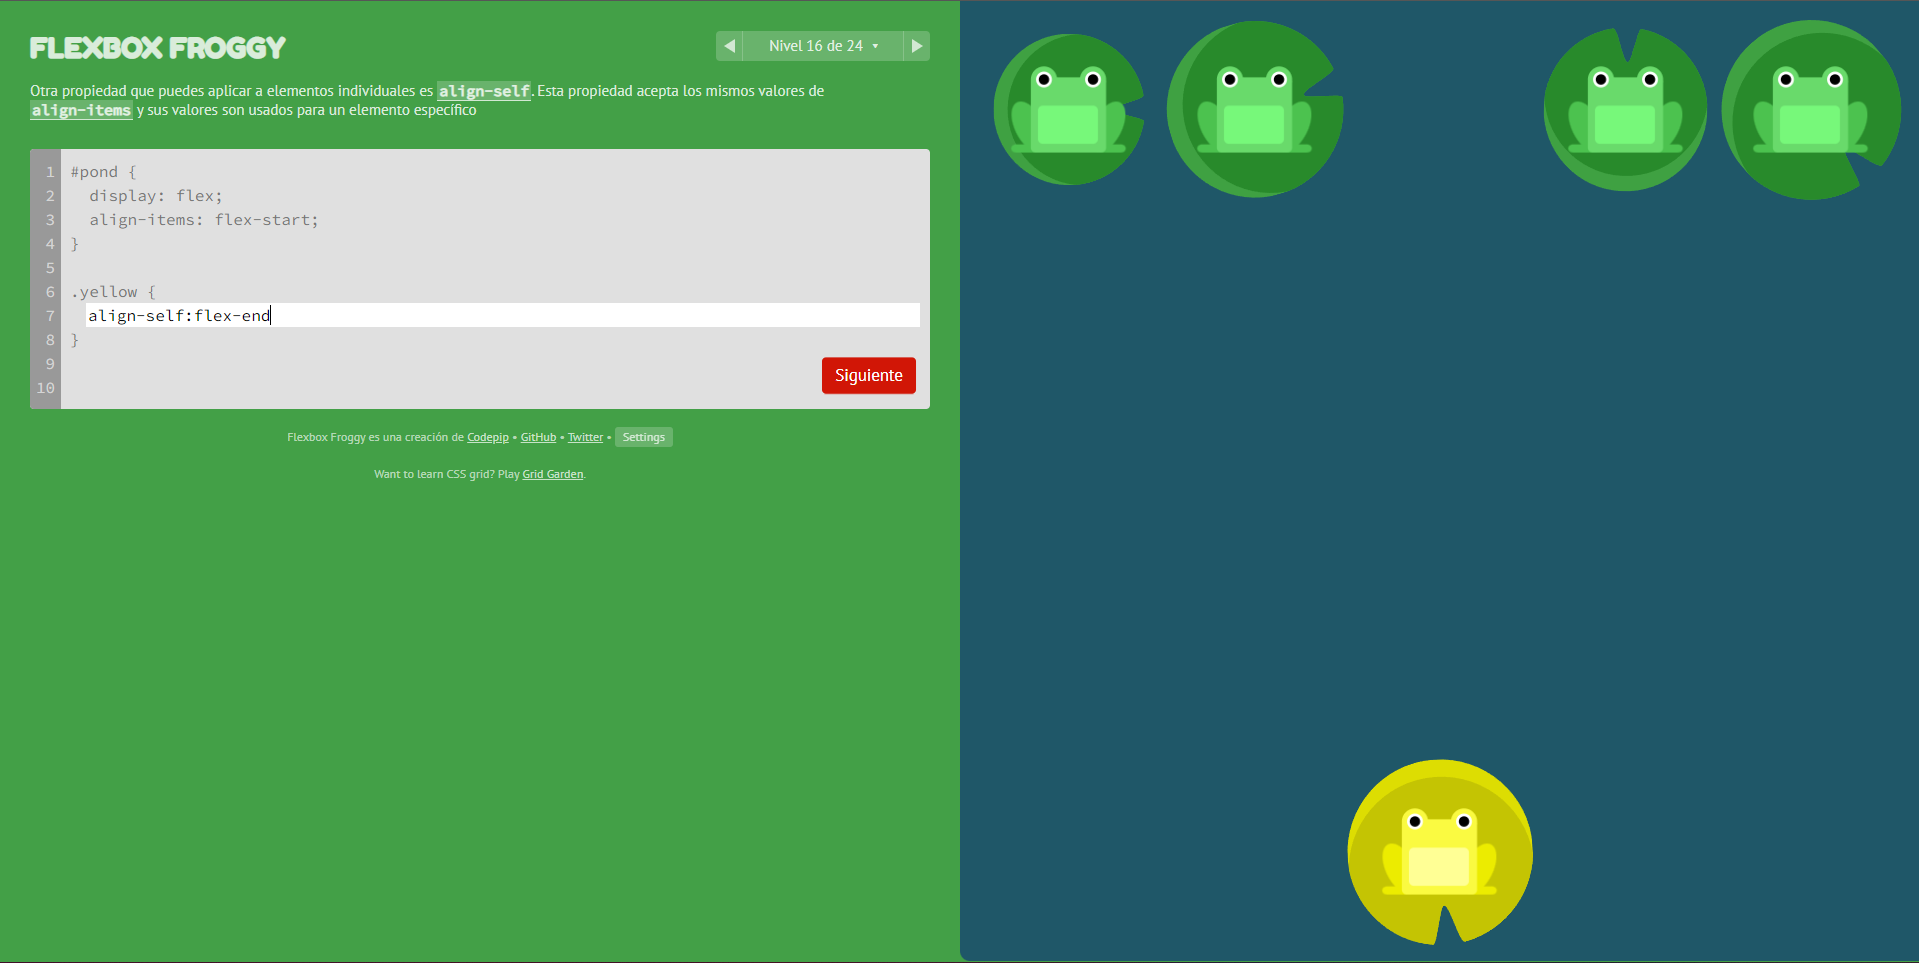 FLEXBOX FROGGY
Nivel 16 de 24
Otra propiedad que puedes aplicar a elementos individuales es align-self. Esta propiedad acepta los mismos valores de
align-items y sus valores son usados para un elemento específico
1 #pond {
2 display: flex;
3 align-items: flex-start;
4 }
5
6 .yellow {
7 align-self:flex-end
8 }
9
10
Siguiente
Flexbox Froggy es una creación de Codepip • GitHub • Twitter • Settings
Want to learn CSS grid? Play Grid Garden.